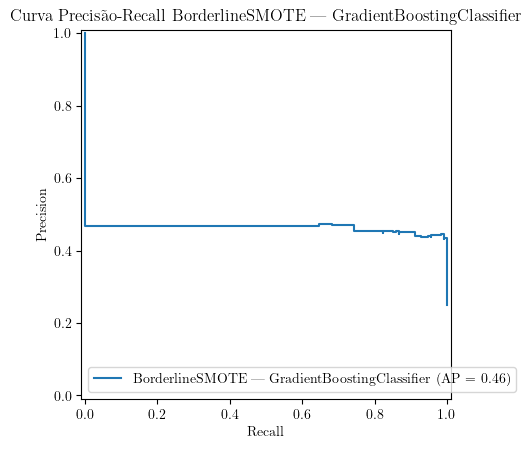 Curva Precisão-Recall BorderlineSMOTE — GradientBoostingClassifier
1.0
0.8
0.6
0.4
0.2
0.0
Precision
BorderlineSMOTE — GradientBoostingClassifier (AP = 0.46)
0.0 0.2 0.4 0.6 0.8 1.0
Recall